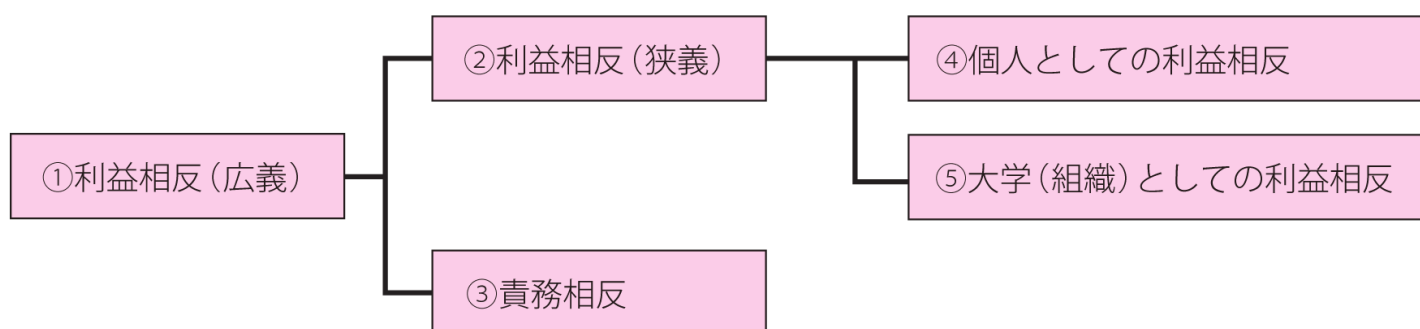 ①利益相反（広義）
②利益相反（狭義）
③責務相反
④個人としての利益相反
⑤大学（組織）としての利益相反